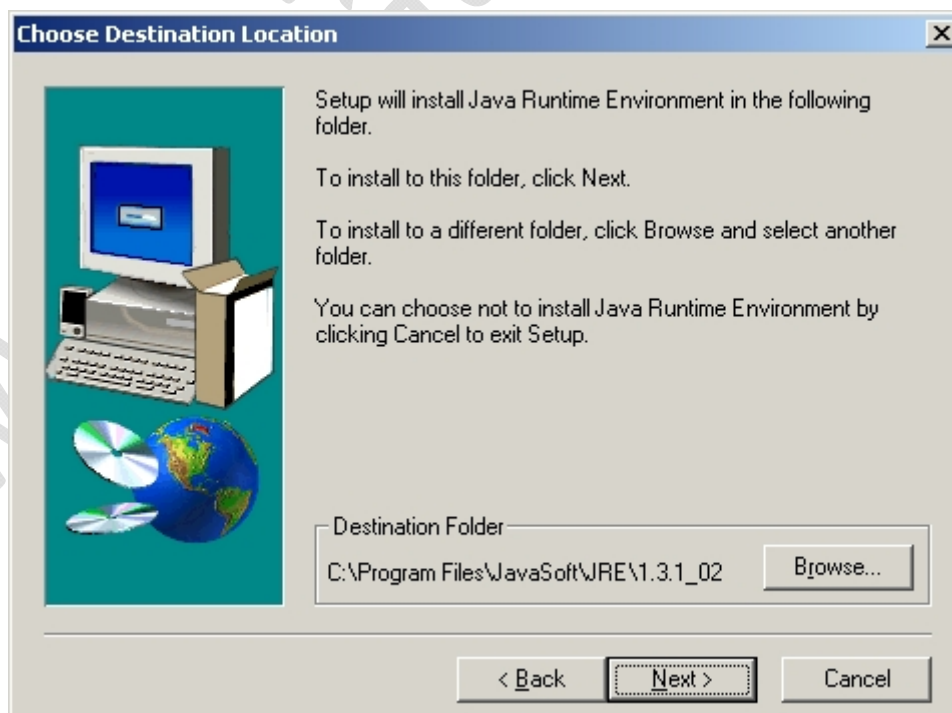 Choose Destination Location
Setup will install Java Runtime Environment in the following
folder.
To install to this folder, click Next.
To install to a different folder, click Browse and select another
folder.
You can choose not to install Java Runtime Environment by
clicking Cancel to exit Setup.
Destination Folder
C:\Program Files\JavaSoft\JRE\1.3.1_02
Browse...
< Back
Next >
Cancel